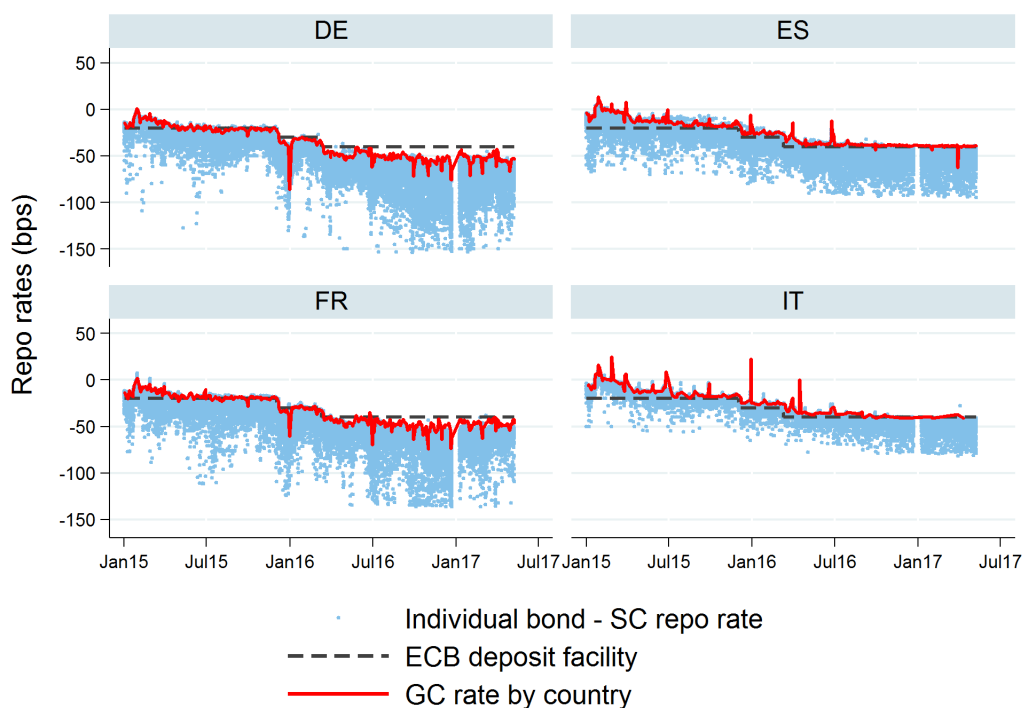 DE
ES
50
0
-50
-100
-150
FR
IT
50
0
-50
-100
-150
Repo rates (bps)
Jan15 Jul15 Jan16 Jul16 Jan17 Jul17
Jan15 Jul15 Jan16 Jul16 Jan17 Jul17
Individual bond - SC repo rate
ECB deposit facility
GC rate by country